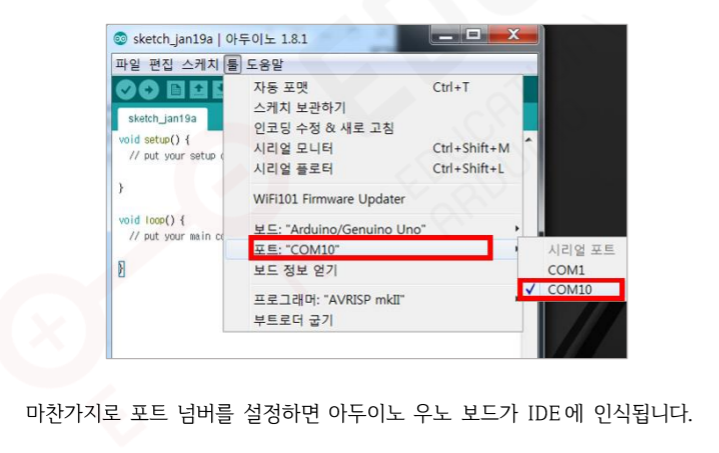 sketch_jan19a | 아두이노 1.8.1
파일 편집 스케치 툴 도움말
sketch_jan19a
void setup() {
// put your setup
}
void loop() {
// put your main
}
자동 포맷 Ctrl+T
스케치 보관하기
인코딩 수정 & 새로 고침
시리얼 모니터 Ctrl+Shift+M
시리얼 플로터 Ctrl+Shift+L
WiFi101 Firmware Updater
보드: "Arduino/Genuino Uno"
포트: "COM10"
보드 정보 얻기
프로그래머: "AVRISP mkII"
부트로더 굽기
시리얼 포트
COM1
COM10
마찬가지로 포트 넘버를 설정하면 아두이노 우노 보드가 IDE에 인식됩니다.